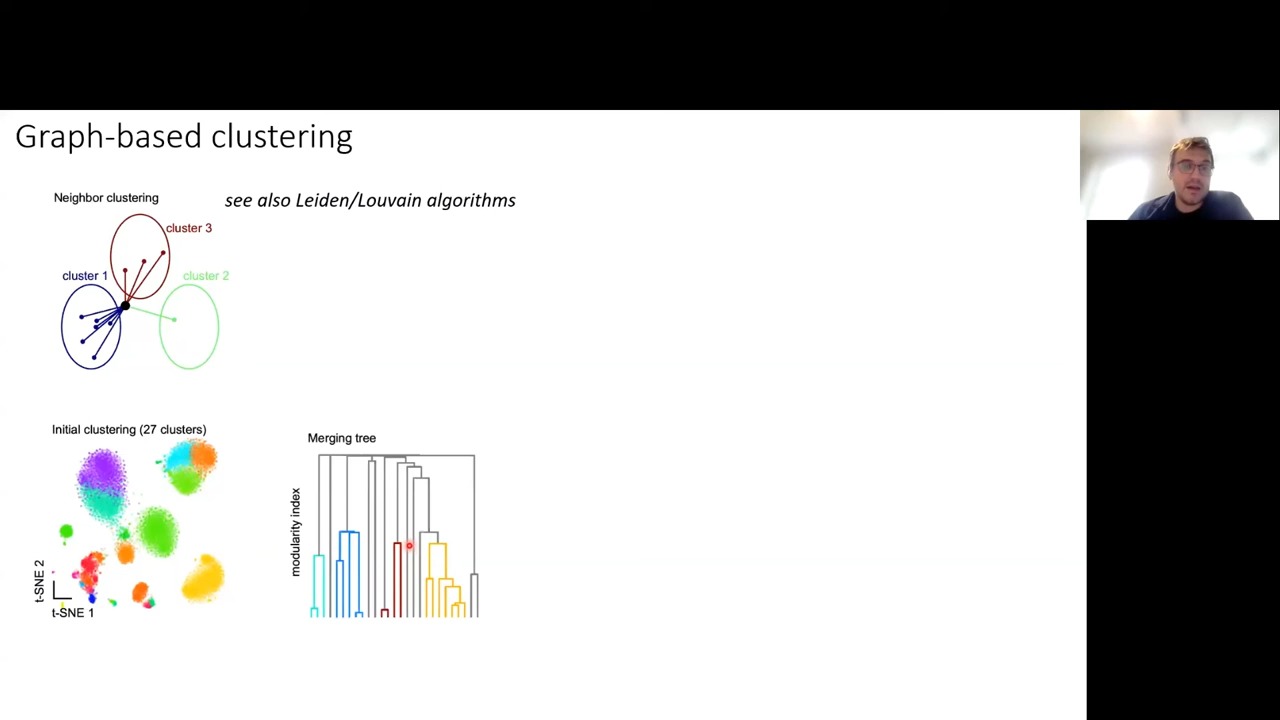 Graph-based clustering
Neighbor clustering
see also Leiden/Louvain algorithms
cluster 3
cluster 1
cluster 2
Initial clustering (27 clusters)
t-SNE 2
t-SNE 1
Merging tree
modularity index